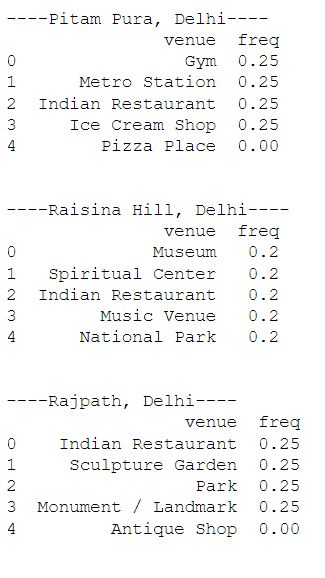 ----Pitam Pura, Delhi----
               venue  freq
0                Gym  0.25
1      Metro Station  0.25
2  Indian Restaurant  0.25
3     Ice Cream Shop  0.25
4        Pizza Place  0.00

----Raisina Hill, Delhi----
               venue  freq
0             Museum   0.2
1   Spiritual Center   0.2
2  Indian Restaurant   0.2
3        Music Venue   0.2
4      National Park   0.2

----Rajpath, Delhi----
                 venue  freq
0    Indian Restaurant  0.25
1     Sculpture Garden  0.25
2                 Park  0.25
3  Monument / Landmark  0.25
4         Antique Shop  0.00